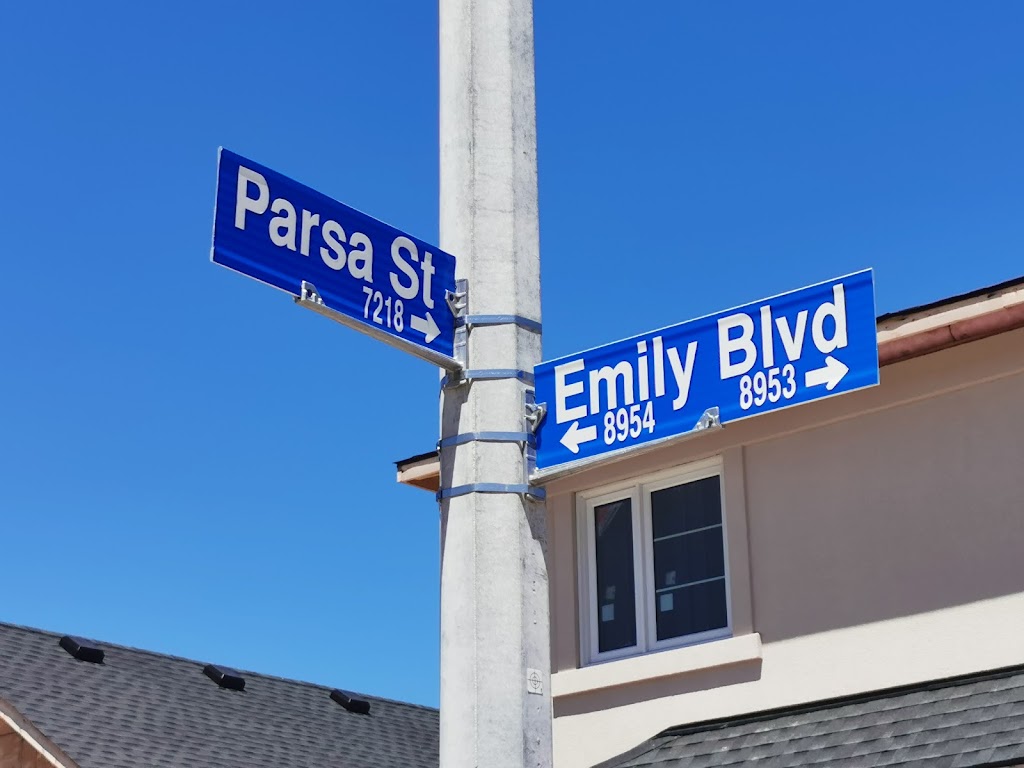 Parsa St
7218 →
Emily Blvd
← 8954 8953 →